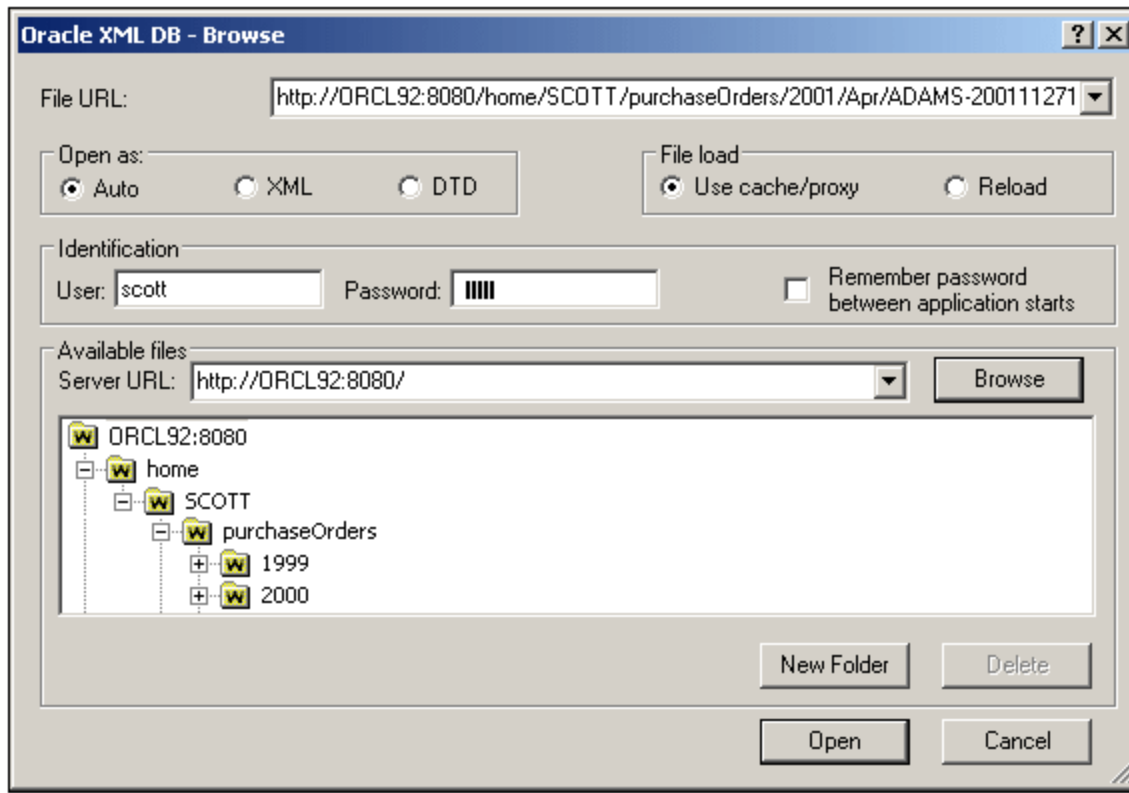 Oracle XML DB - Browse
File URL: http://ORCL92:8080/home/SCOTT/purchaseOrders/2001/Apr/ADAMS-200111271
Open as:
Auto XML DTD
File load
Use cache/proxy Reload
Identification
User: scott Password:
Remember password
between application starts
Available files
Server URL: http://ORCL92:8080/ Browse
ORCL92:8080
home
SCOTT
purchaseOrders
1999
2000
New Folder Delete
Open Cancel